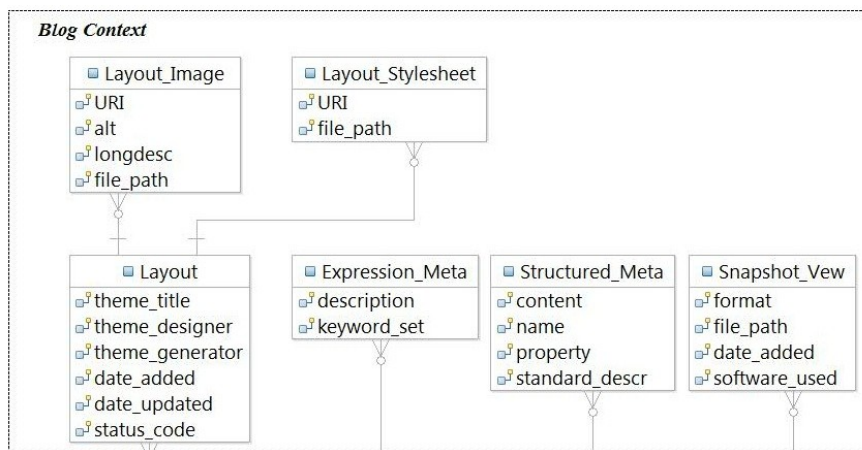 Blog Context
Layout_Image
URI
alt
longdesc
file_path
Layout_Stylesheet
URI
file_path
Layout
theme_title
theme_designer
theme_generator
date_added
date_updated
status_code
Expression_Meta
description
keyword_set
Structured_Meta
content
name
property
standard_descr
Snapshot_Vew
format
file_path
date_added
software_used